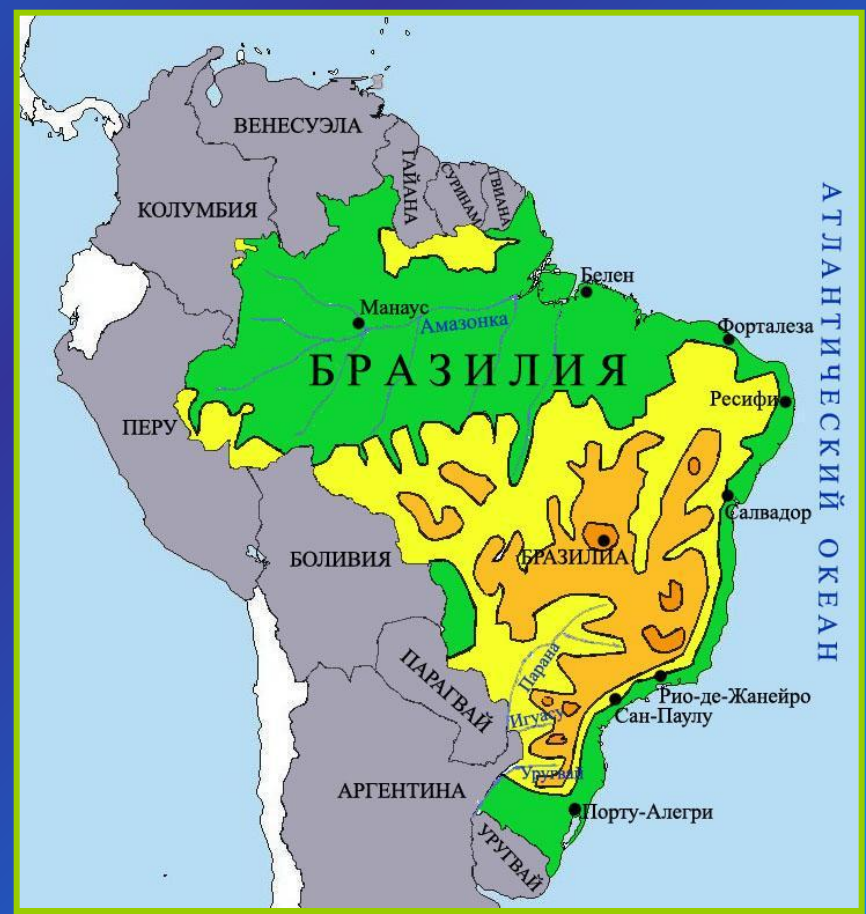 ВЕНЕСУЭЛА
ГАЙАНА
СУРИНАМ
ГВИАНА
КОЛУМБИЯ
АТЛАНТИЧЕСКИЙ ОКЕАН
Белен
Манаус
Амазонка
Форталеза
БРАЗИЛИЯ
Ресифи
ПЕРУ
Салвадор
БРАЗИЛИА
БОЛИВИЯ
Парана
ПАРАГВАЙ
Рио-де-Жанейро
Игуасу
Сан-Паулу
Уругвай
АРГЕНТИНА
Порту-Алегри
УРУГВАЙ